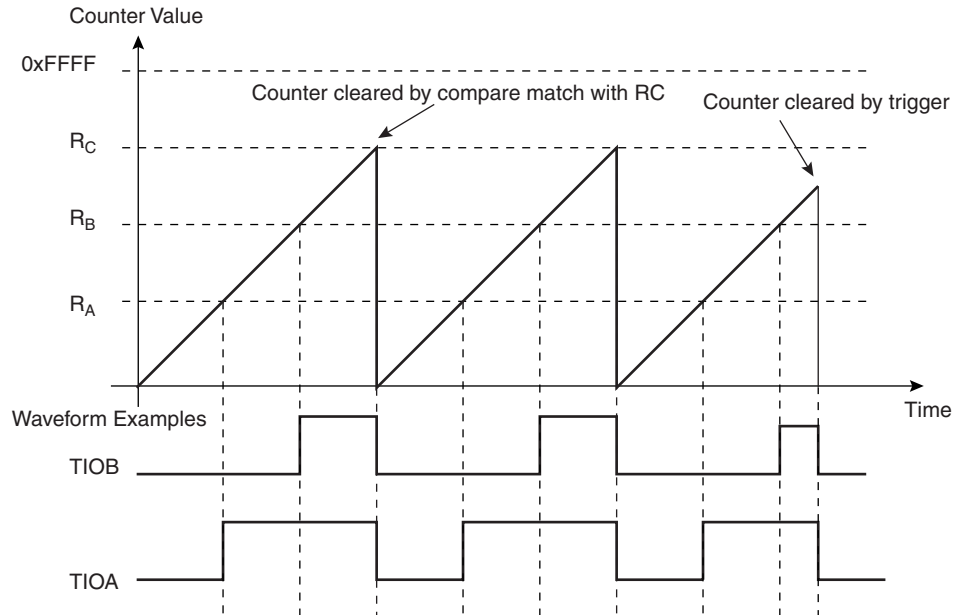 Counter Value
0xFFFF
Counter cleared by compare match with RC
Counter cleared by trigger
RC
RB
RA
Time
Waveform Examples
TIOB
TIOA